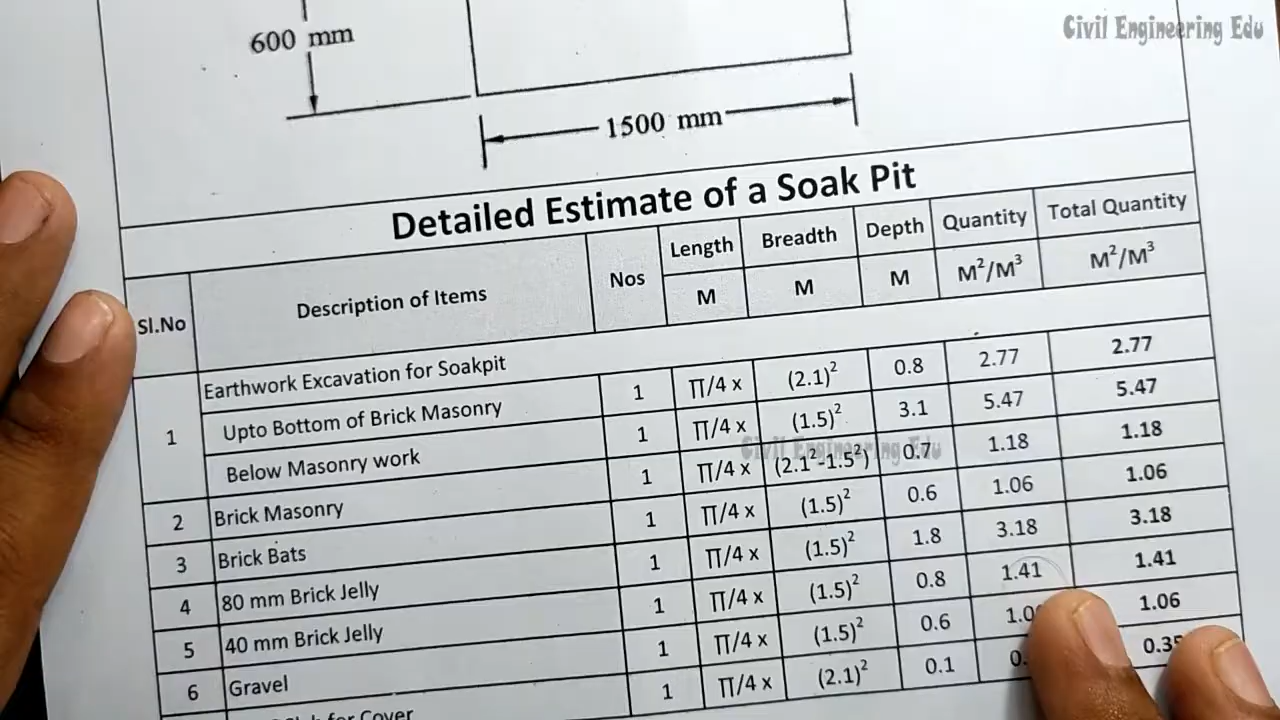 Civil Engineering Edu
600 mm
1500 mm
Detailed Estimate of a Soak Pit
Sl.No Description of Items Nos Length Breadth Depth Quantity Total Quantity
M M M M²/M³ M²/M³
1 Earthwork Excavation for Soakpit
Upto Bottom of Brick Masonry 1 ∏/4 x (2.1)² 0.8 2.77 2.77
Below Masonry work 1 ∏/4 x (1.5)² 3.1 5.47 5.47
2 Brick Masonry 1 ∏/4 x (2.1²-1.5²) 0.7 1.18 1.18
3 Brick Bats 1 ∏/4 x (1.5)² 0.6 1.06 1.06
4 80 mm Brick Jelly 1 ∏/4 x (1.5)² 1.8 3.18 3.18
5 40 mm Brick Jelly 1 ∏/4 x (1.5)² 0.8 1.41 1.41
6 Gravel 1 ∏/4 x (1.5)² 0.6 1.06
for Cover 1 ∏/4 x (2.1)² 0.1 0.35
Civil Engineering Edu